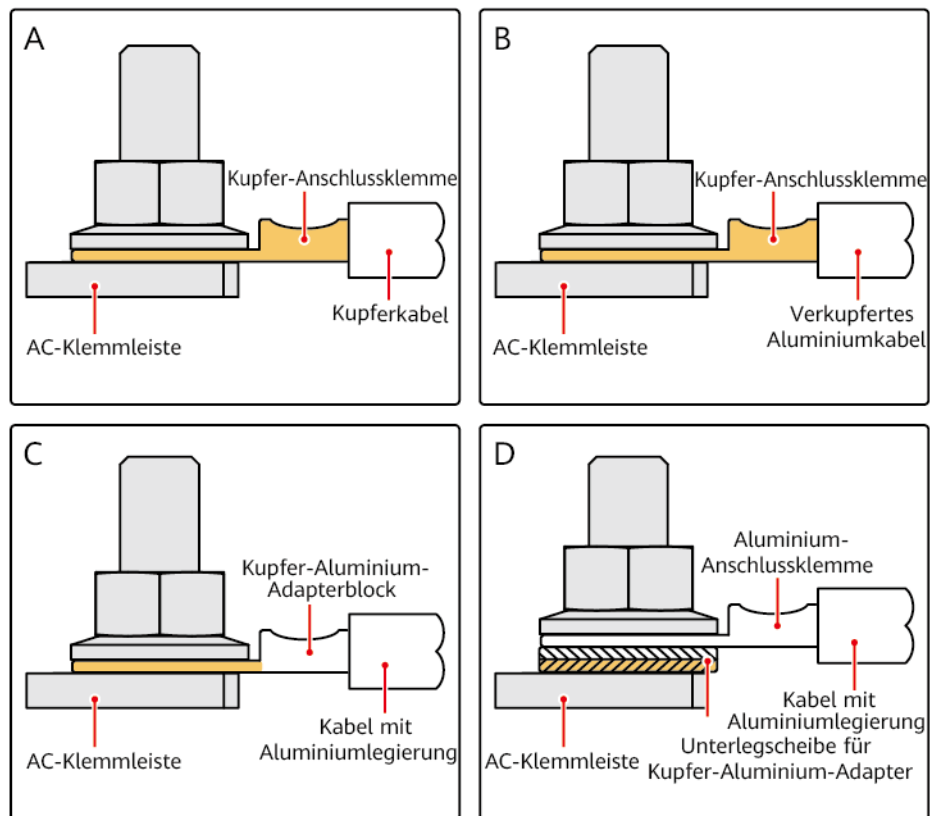 A
Kupfer-Anschlussklemme
Kupferkabel
AC-Klemmleiste
B
Kupfer-Anschlussklemme
Verkupfertes
Aluminiumkabel
AC-Klemmleiste
C
Kupfer-Aluminium-
Adapterblock
Kabel mit
Aluminiumlegierung
AC-Klemmleiste
D
Aluminium-
Anschlussklemme
Kabel mit
Aluminiumlegierung
Unterlegscheibe für
Kupfer-Aluminium-Adapter
AC-Klemmleiste